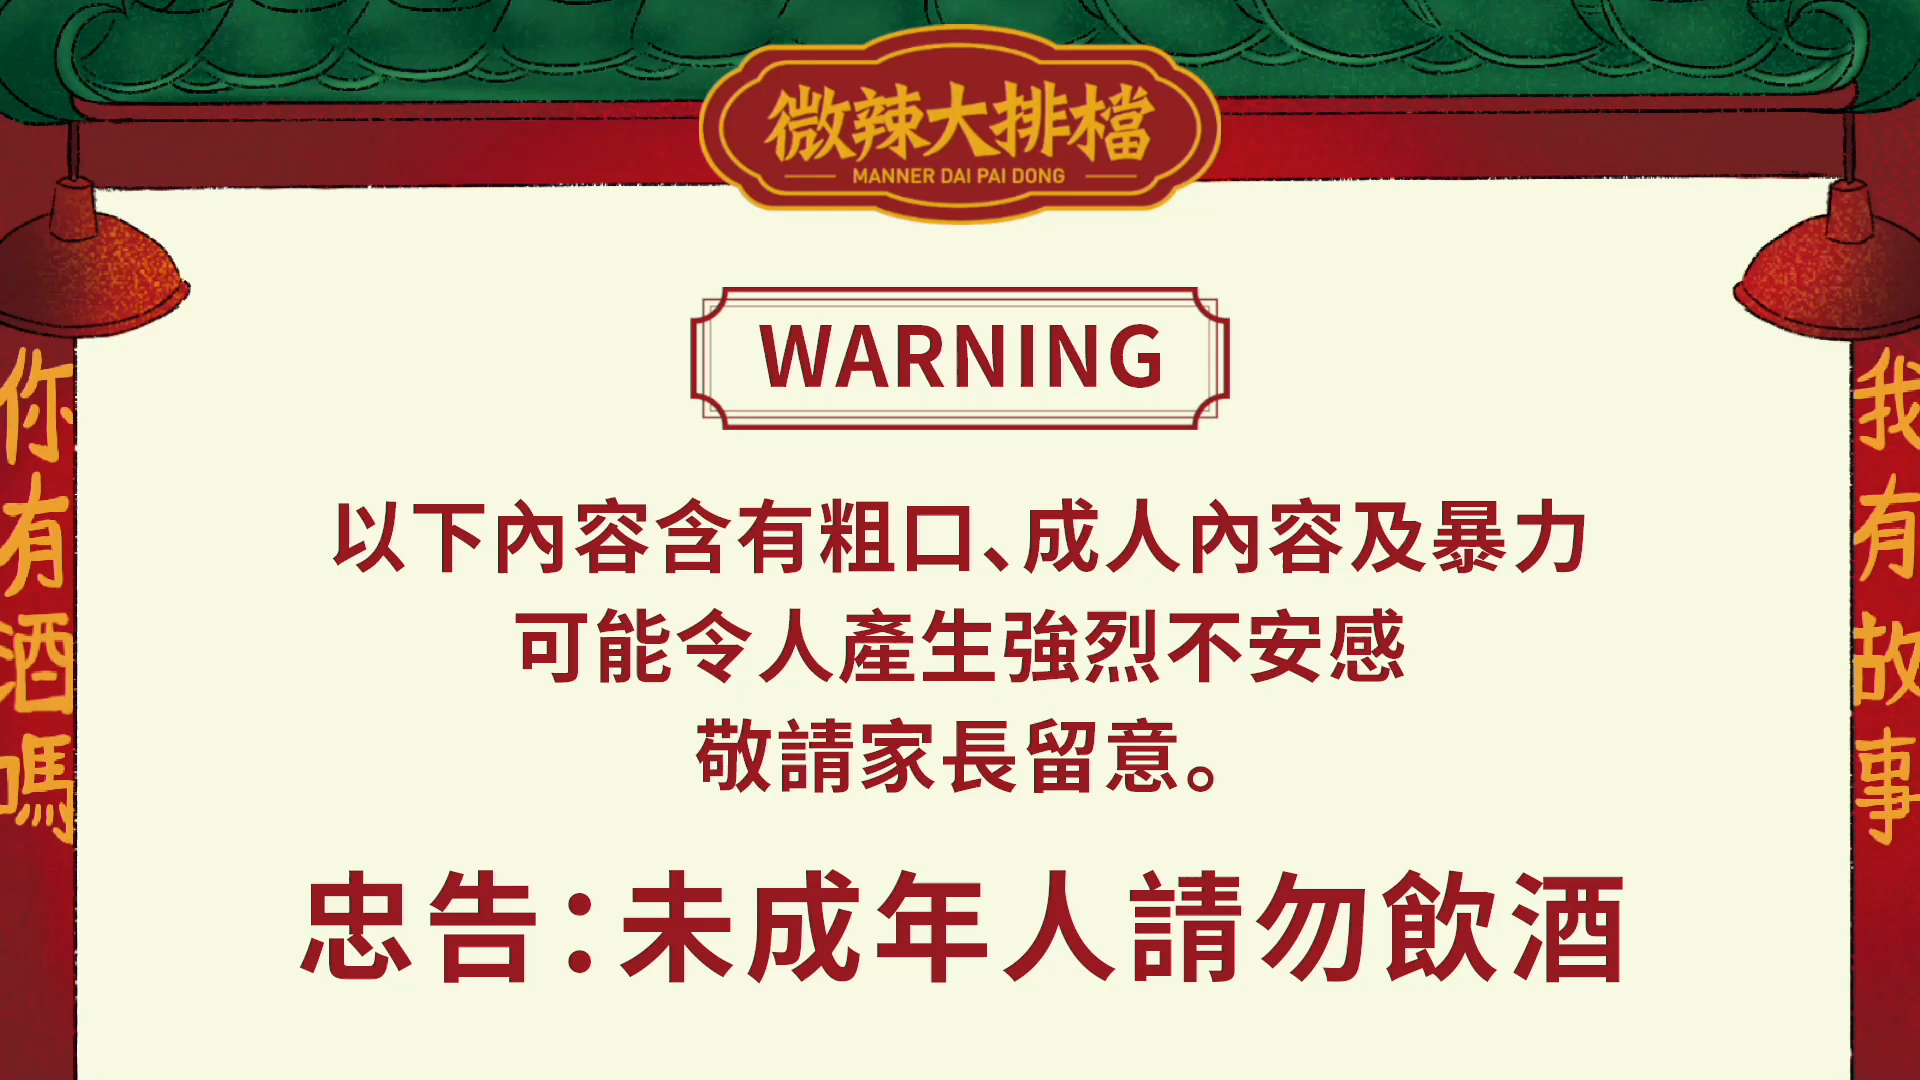 微辣大排檔
MANNER DAI PAI DONG
WARNING
以下內容含有粗口、成人內容及暴力
可能令人產生強烈不安感
敬請家長留意。
忠告：未成年人請勿飲酒
你有酒嗎
我有故事